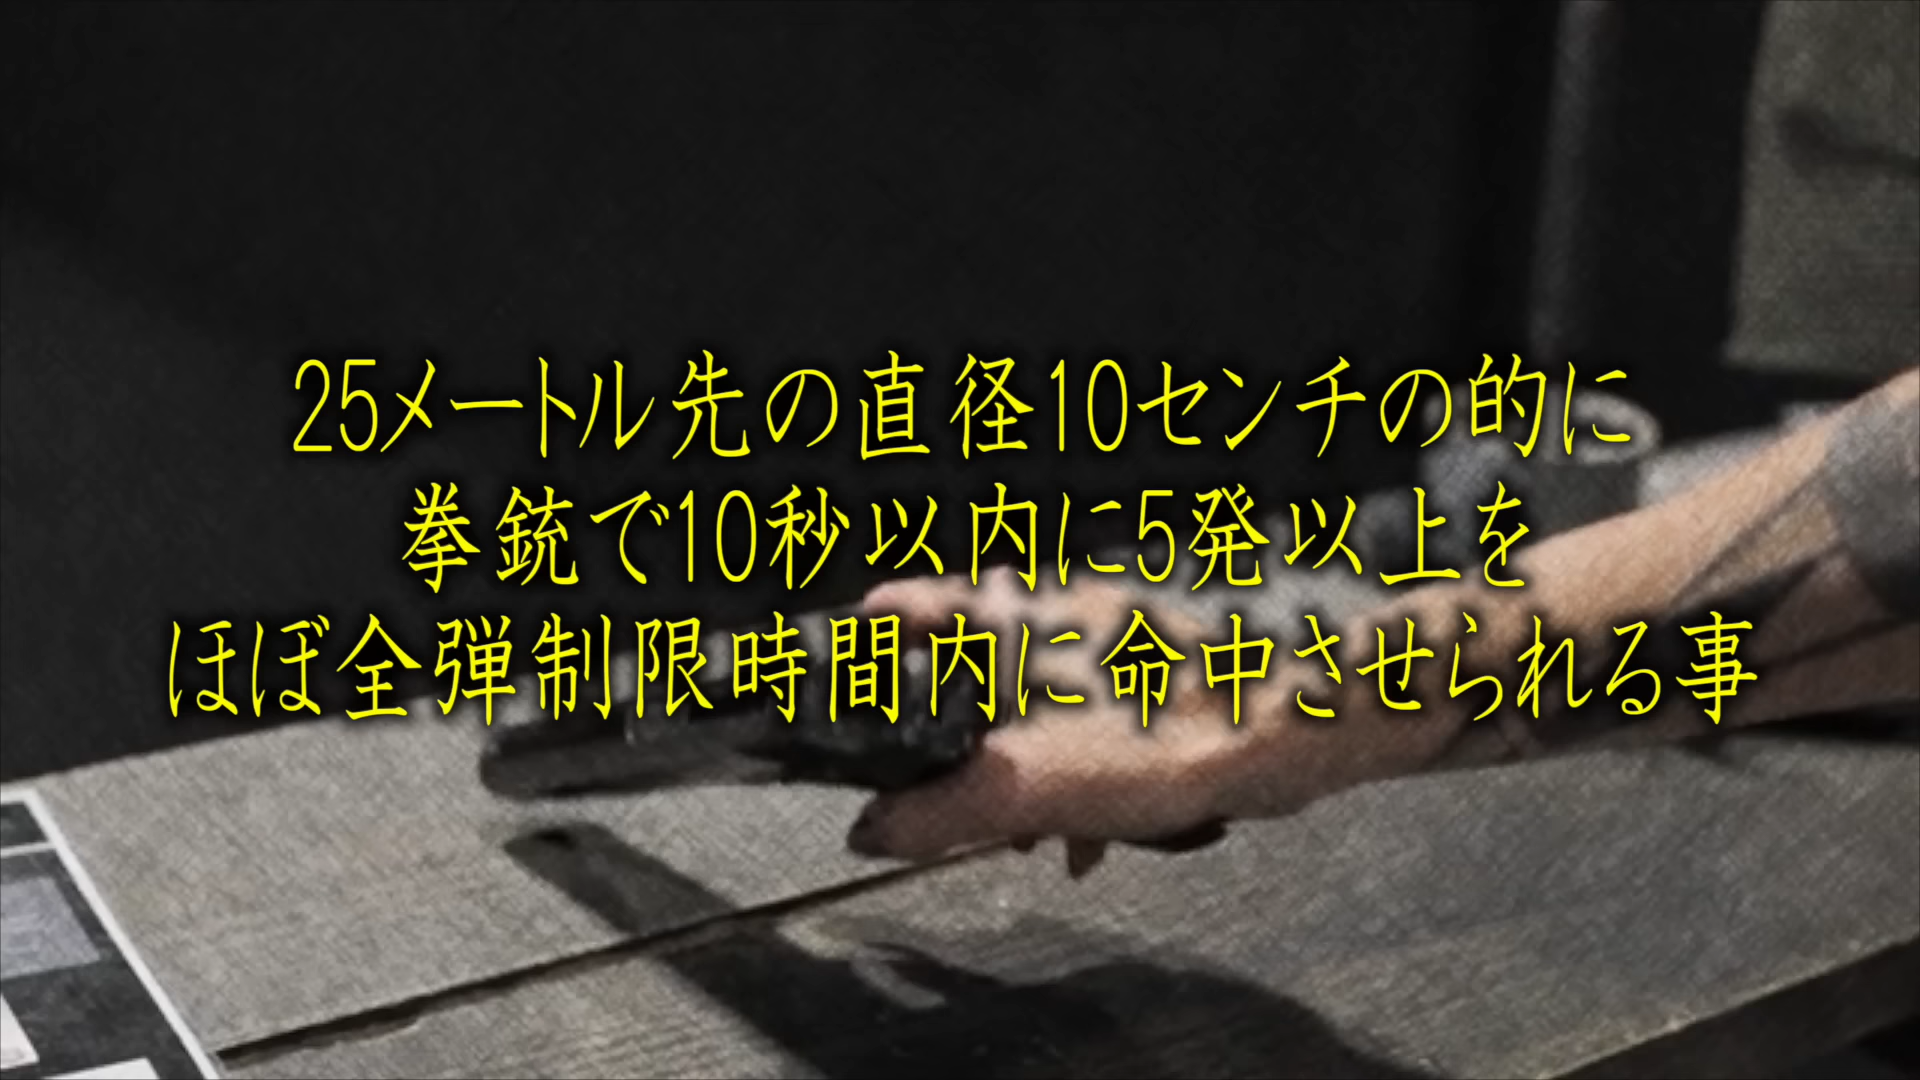 25メートル先の直径10センチの的に
拳銃で10秒以内に5発以上を
ほぼ全弾制限時間内に命中させられる事